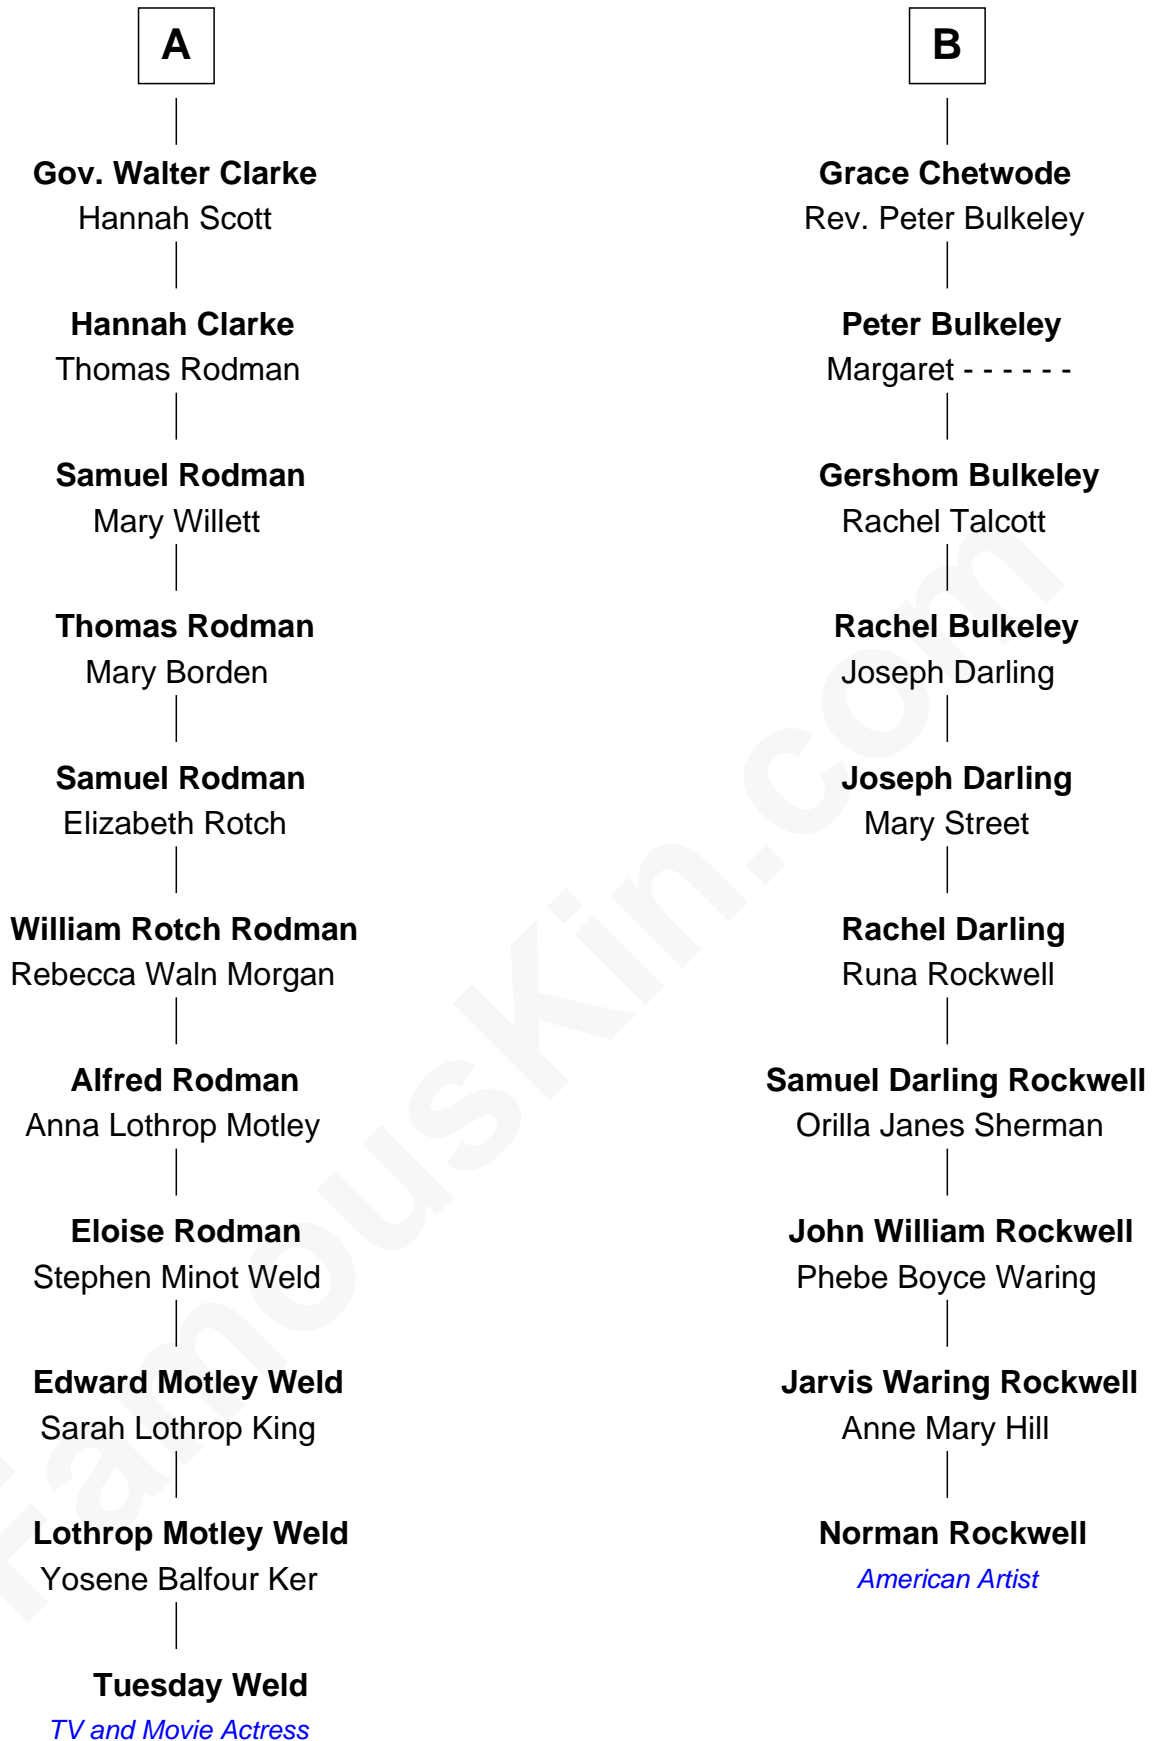 A
Gov. Walter Clarke
Hannah Scott
Hannah Clarke
Thomas Rodman
Samuel Rodman
Mary Willett
Thomas Rodman
Mary Borden
Samuel Rodman
Elizabeth Rotch
William Rotch Rodman
Rebecca Waln Morgan
Alfred Rodman
Anna Lothrop Motley
Eloise Rodman
Stephen Minot Weld
Edward Motley Weld
Sarah Lothrop King
Lothrop Motley Weld
Yosene Balfour Ker
Tuesday Weld
TV and Movie Actress
B
Grace Chetwode
Rev. Peter Bulkeley
Peter Bulkeley
Margaret - - - - - -
Gershom Bulkeley
Rachel Talcott
Rachel Bulkeley
Joseph Darling
Joseph Darling
Mary Street
Rachel Darling
Runa Rockwell
Samuel Darling Rockwell
Orilla Janes Sherman
John William Rockwell
Phebe Boyce Waring
Jarvis Waring Rockwell
Anne Mary Hill
Norman Rockwell
American Artist
FamousKin.com